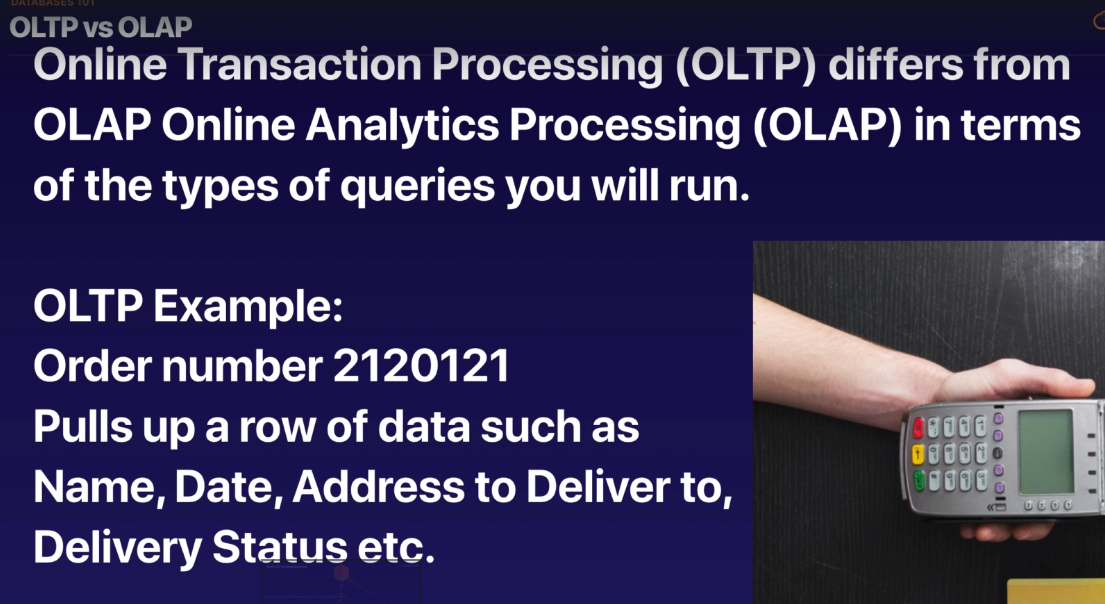 DATABASES 101
OLTP vs OLAP
Online Transaction Processing (OLTP) differs from
OLAP Online Analytics Processing (OLAP) in terms
of the types of queries you will run.
OLTP Example:
Order number 2120121
Pulls up a row of data such as
Name, Date, Address to Deliver to,
Delivery Status etc.